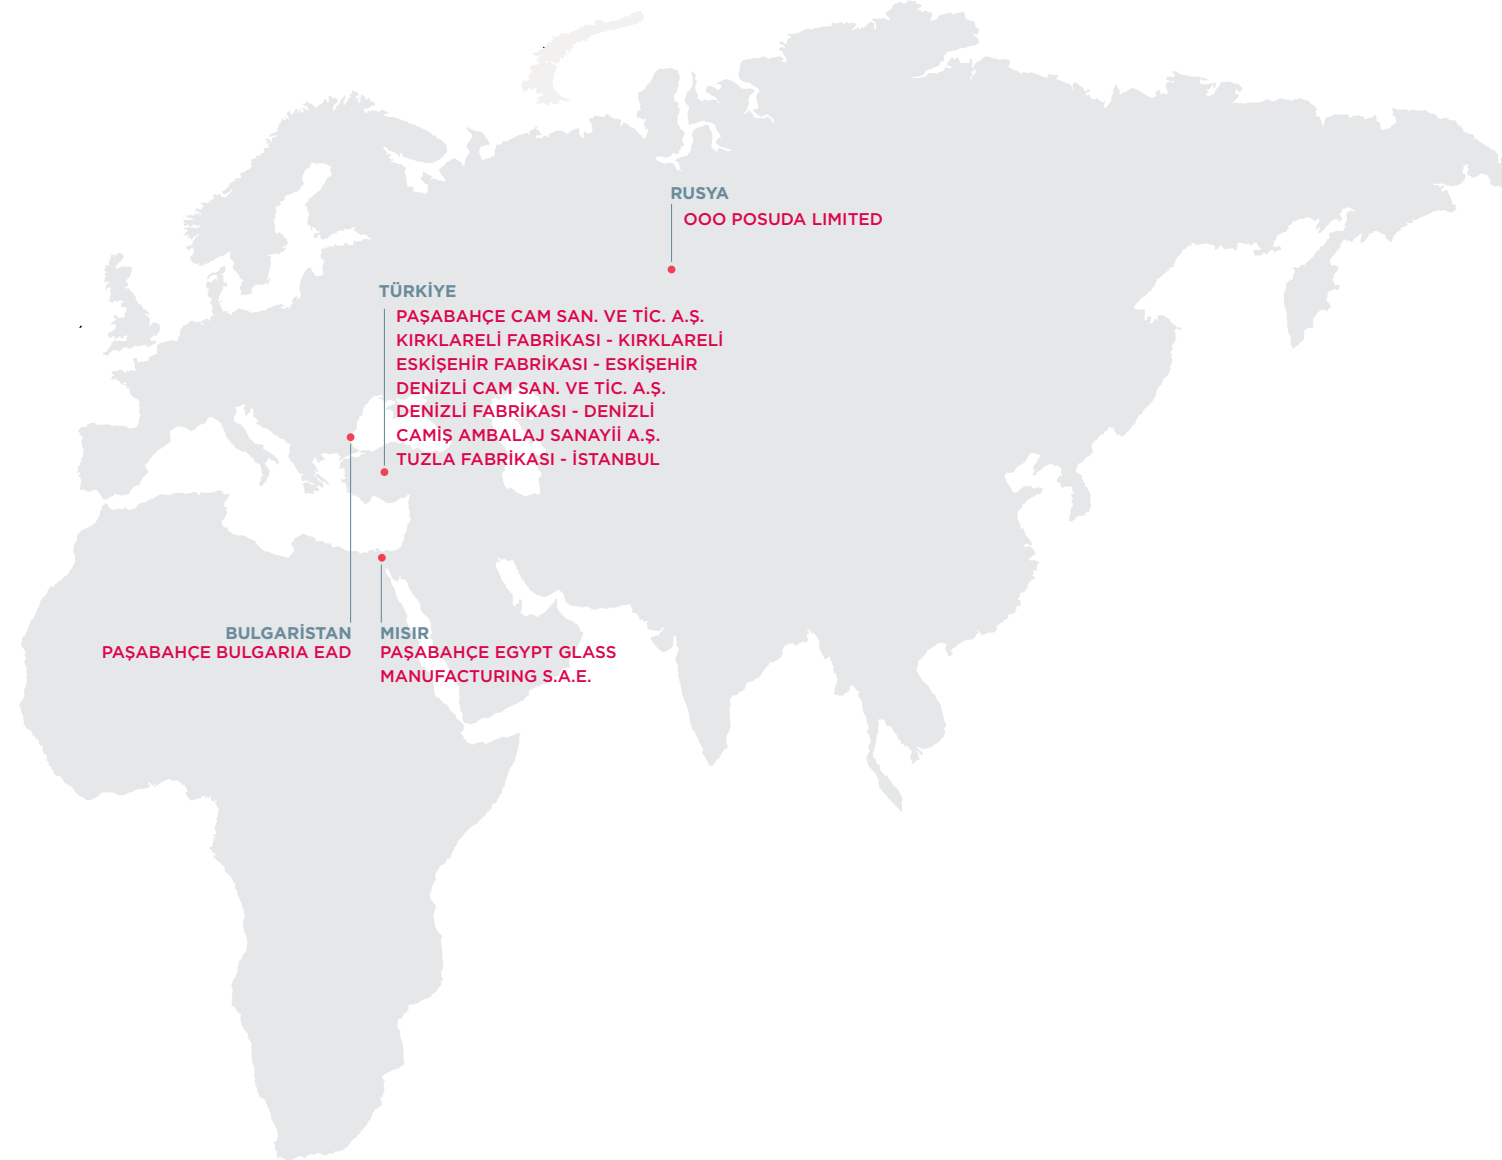 RUSYA
OOO POSUDA LIMITED
TÜRKİYE
PAŞABAHÇE CAM SAN. VE TİC. A.Ş.
KIRKLARELİ FABRİKASI - KIRKLARELİ
ESKİŞEHİR FABRİKASI - ESKİŞEHİR
DENİZLİ CAM SAN. VE TİC. A.Ş.
DENİZLİ FABRİKASI - DENİZLİ
CAMİŞ AMBALAJ SANAYİİ A.Ş.
TUZLA FABRİKASI - İSTANBUL
BULGARİSTAN
PAŞABAHÇE BULGARIA EAD
MISIR
PAŞABAHÇE EGYPT GLASS
MANUFACTURING S.A.E.